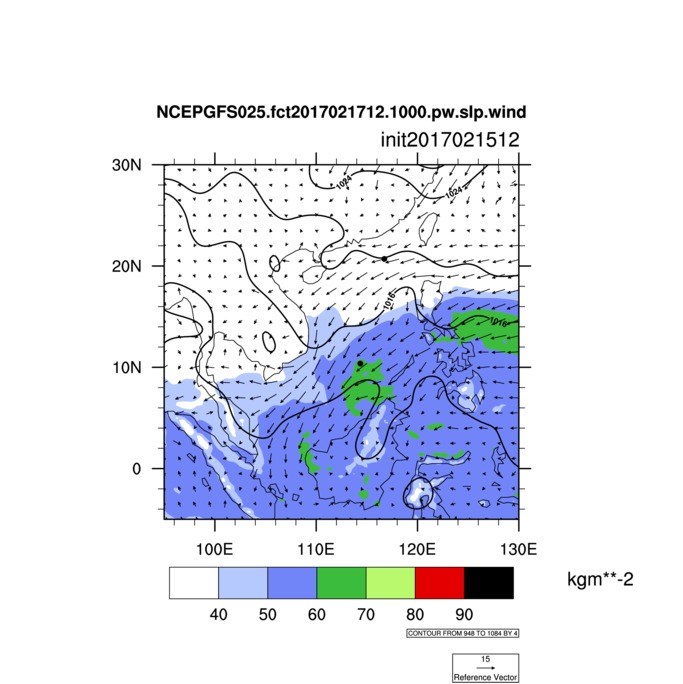 NCEPGFS025.fct2017021712.1000.pw.slp.wind
init2017021512
30N
1024
1024
20N
1016
1016
10N
0
100E 110E 120E 130E
kgm**-2
40 50 60 70 80 90
CONTOUR FROM 948 TO 1084 BY 4
15
Reference Vector